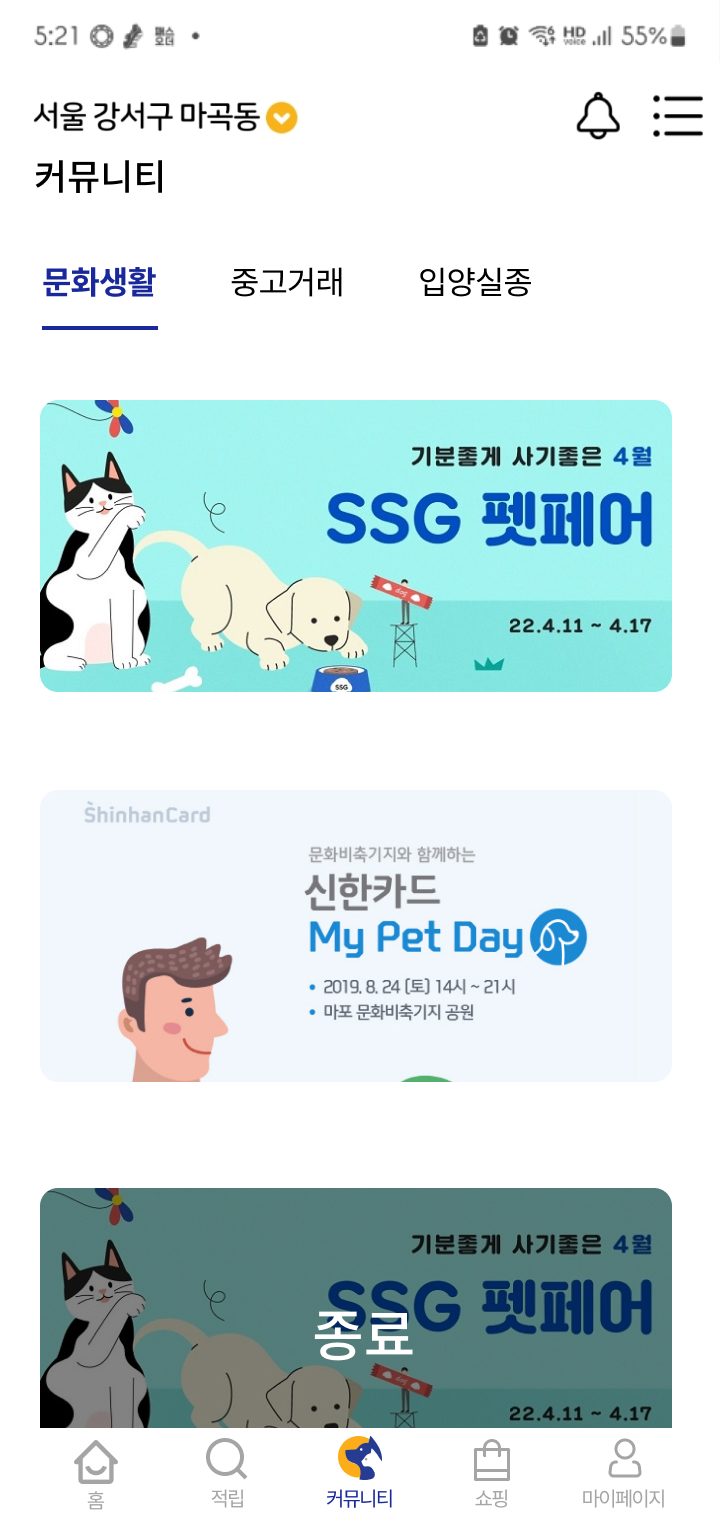 5:21
HD
voice
55%
서울 강서구 마곡동
커뮤니티
문화생활 중고거래 입양실종
기분좋게 사기좋은 4월
SSG 펫페어
dog
22.4.11 ~ 4.17
SSG
ShinhanCard
문화비축기지와 함께하는
신한카드
My Pet Day
• 2019. 8. 24 (토) 14시 ~ 21시
• 마포 문화비축기지 공원
기분좋게 사기좋은 4월
SSG 펫페어
종료
dog
22.4.11 ~ 4.17
홈 적립 커뮤니티 쇼핑 마이페이지